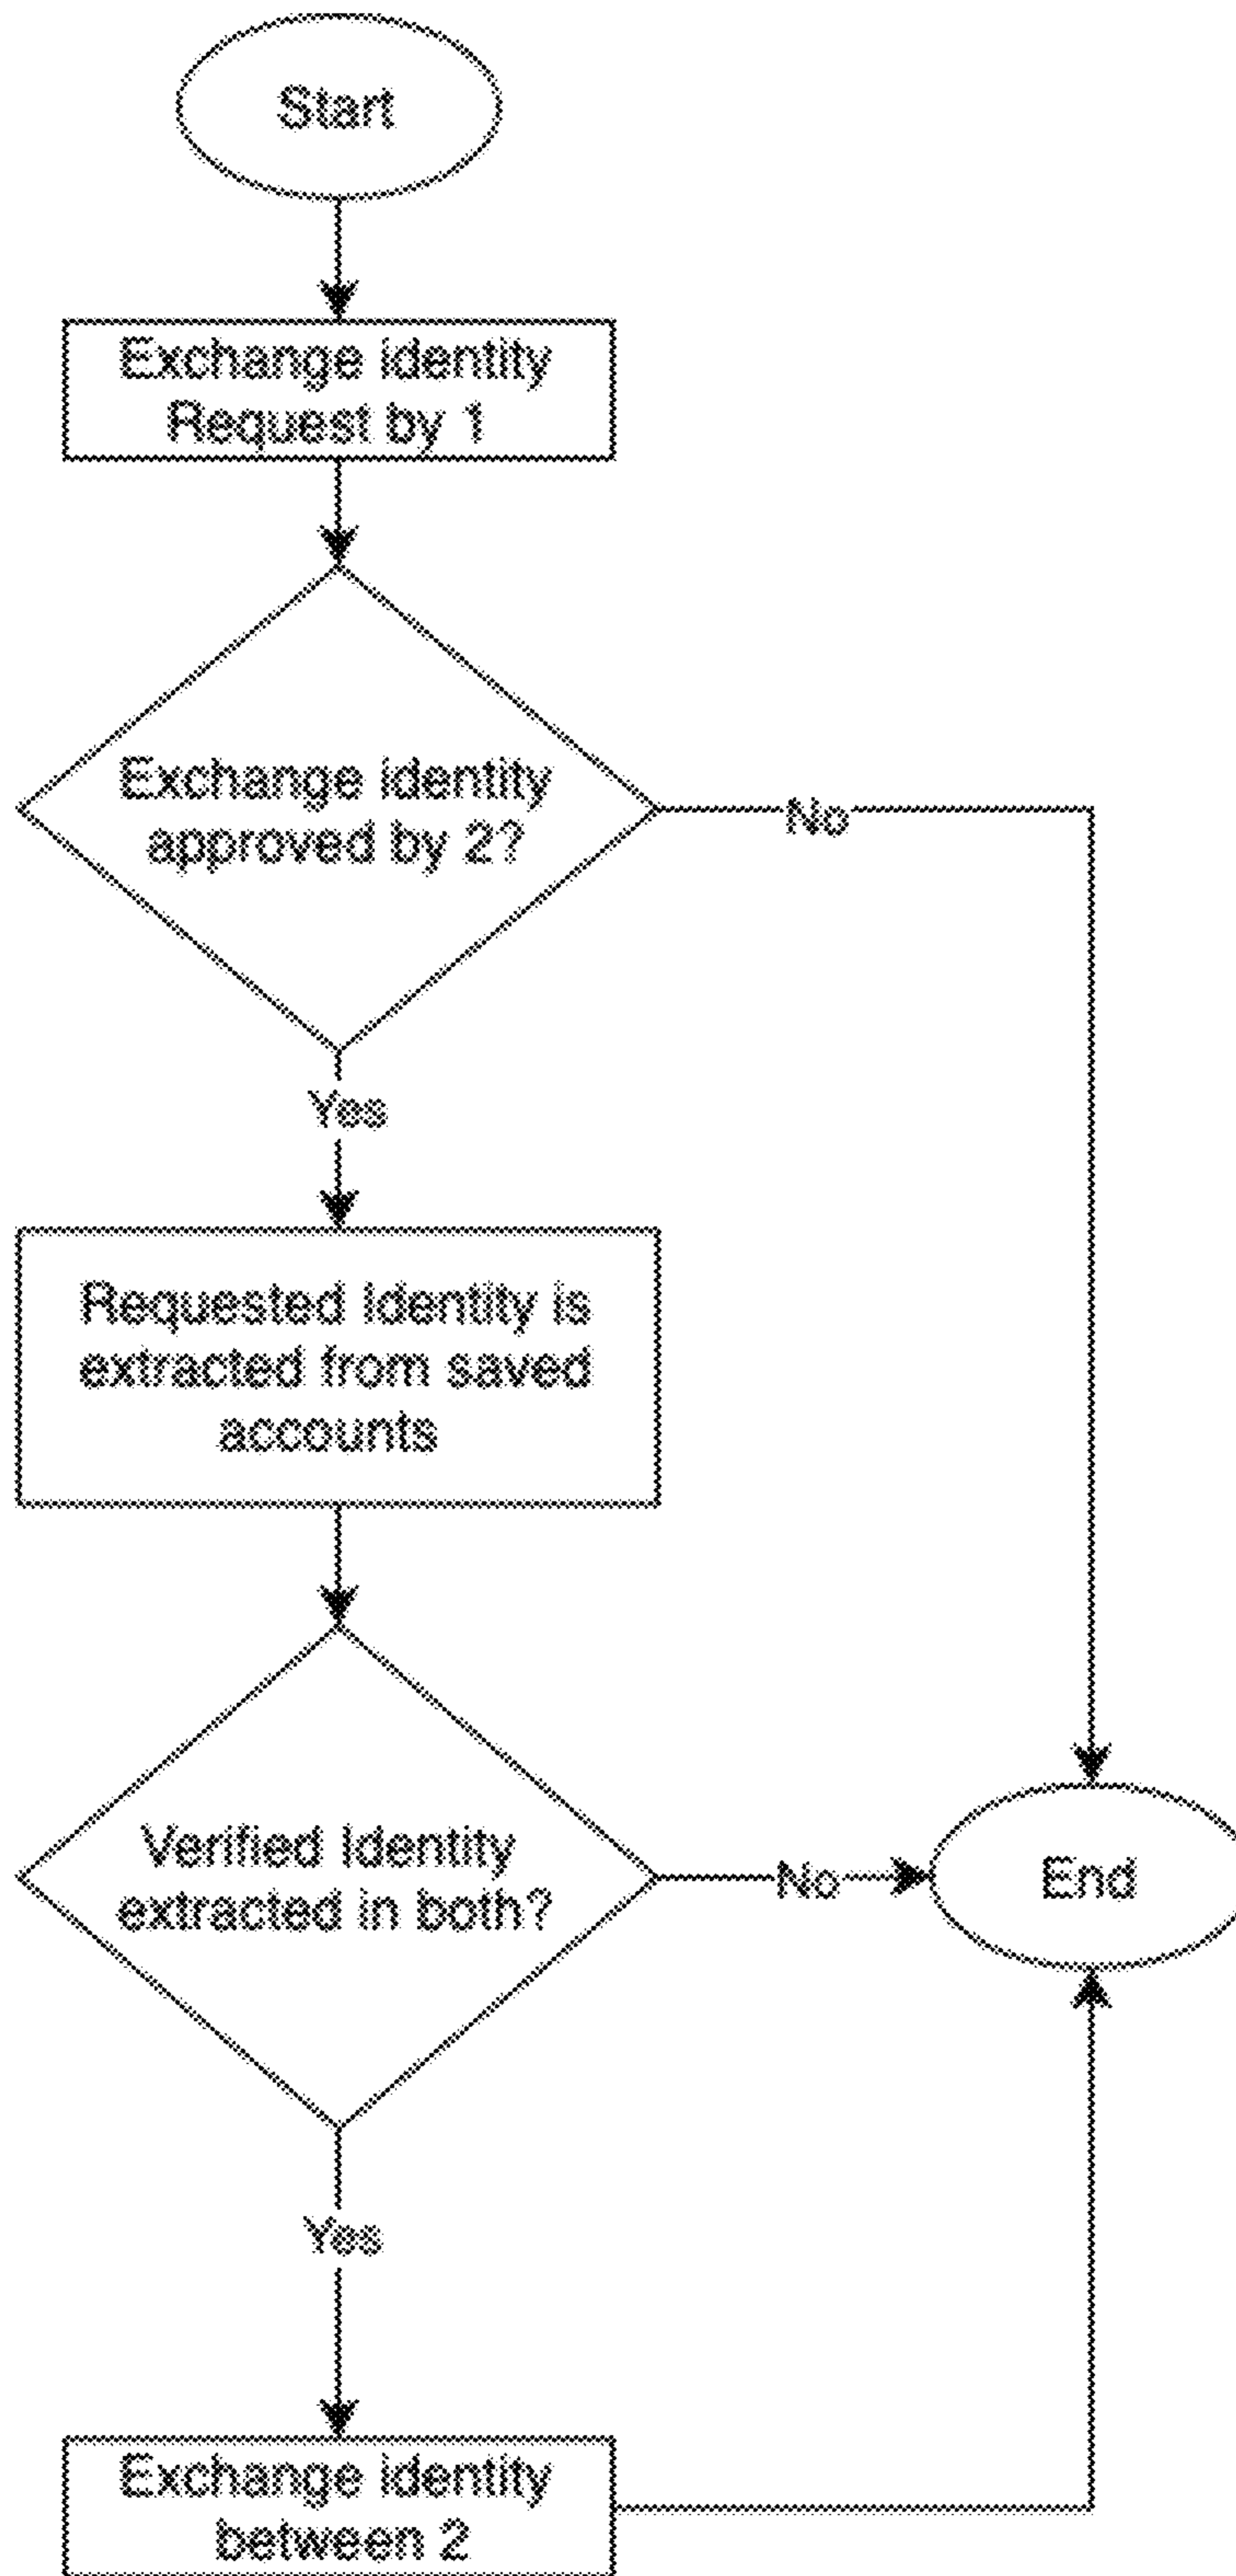 Start
Exchange identity
Request by 1
Exchange identity
approved by 2?
No
Yes
Requested Identity is
extracted from saved
accounts
Verified Identity
extracted in both?
No
End
Yes
Exchange identity
between 2